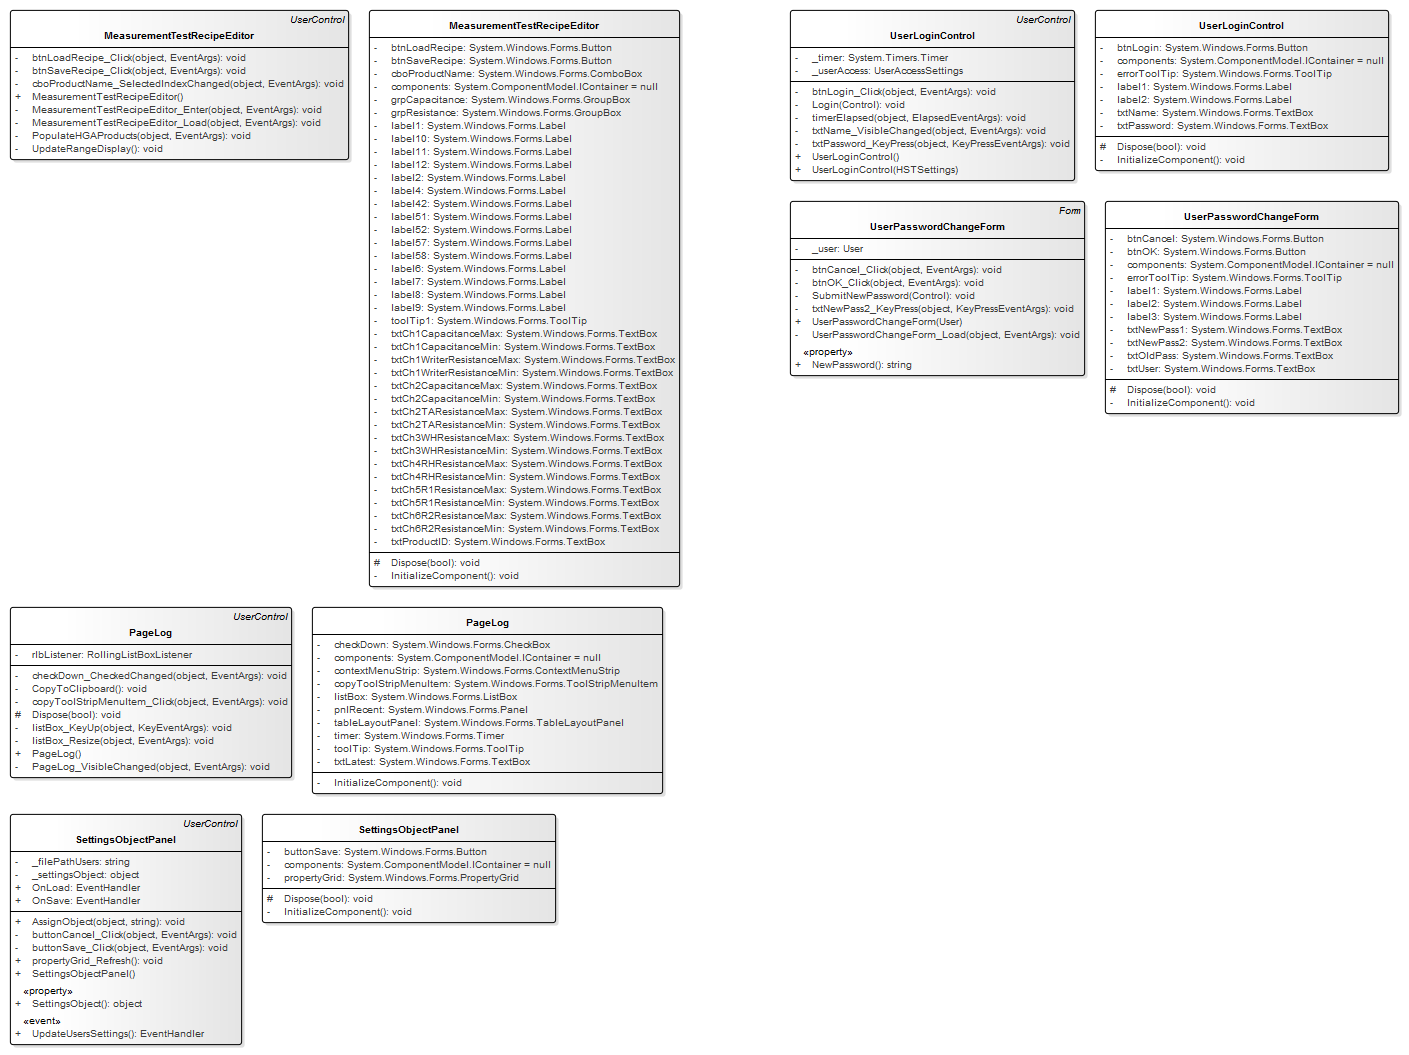 UserControl
MeasurementTestRecipeEditor
- btnLoadRecipe_Click(object, EventArgs): void
- btnSaveRecipe_Click(object, EventArgs): void
- cboProductName_SelectedIndexChanged(object, EventArgs): void
+ MeasurementTestRecipeEditor()
- MeasurementTestRecipeEditor_Enter(object, EventArgs): void
- MeasurementTestRecipeEditor_Load(object, EventArgs): void
- PopulateHGAProducts(object, EventArgs): void
- UpdateRangeDisplay(): void
MeasurementTestRecipeEditor
- btnLoadRecipe: System.Windows.Forms.Button
- btnSaveRecipe: System.Windows.Forms.Button
- cboProductName: System.Windows.Forms.ComboBox
- components: System.ComponentModel.IContainer = null
- grpCapacitance: System.Windows.Forms.GroupBox
- grpResistance: System.Windows.Forms.GroupBox
- label1: System.Windows.Forms.Label
- label10: System.Windows.Forms.Label
- label11: System.Windows.Forms.Label
- label12: System.Windows.Forms.Label
- label2: System.Windows.Forms.Label
- label4: System.Windows.Forms.Label
- label42: System.Windows.Forms.Label
- label51: System.Windows.Forms.Label
- label52: System.Windows.Forms.Label
- label57: System.Windows.Forms.Label
- label58: System.Windows.Forms.Label
- label6: System.Windows.Forms.Label
- label7: System.Windows.Forms.Label
- label8: System.Windows.Forms.Label
- label9: System.Windows.Forms.Label
- toolTip1: System.Windows.Forms.ToolTip
- txtCh1CapacitanceMax: System.Windows.Forms.TextBox
- txtCh1CapacitanceMin: System.Windows.Forms.TextBox
- txtCh1WriterResistanceMax: System.Windows.Forms.TextBox
- txtCh1WriterResistanceMin: System.Windows.Forms.TextBox
- txtCh2CapacitanceMax: System.Windows.Forms.TextBox
- txtCh2CapacitanceMin: System.Windows.Forms.TextBox
- txtCh2TAResistanceMax: System.Windows.Forms.TextBox
- txtCh2TAResistanceMin: System.Windows.Forms.TextBox
- txtCh3WHResistanceMax: System.Windows.Forms.TextBox
- txtCh3WHResistanceMin: System.Windows.Forms.TextBox
- txtCh4RHResistanceMax: System.Windows.Forms.TextBox
- txtCh4RHResistanceMin: System.Windows.Forms.TextBox
- txtCh5R1ResistanceMax: System.Windows.Forms.TextBox
- txtCh5R1ResistanceMin: System.Windows.Forms.TextBox
- txtCh6R2ResistanceMax: System.Windows.Forms.TextBox
- txtCh6R2ResistanceMin: System.Windows.Forms.TextBox
- txtProductID: System.Windows.Forms.TextBox
# Dispose(bool): void
- InitializeComponent(): void
UserControl
UserLoginControl
- _timer: System.Timers.Timer
- _userAccess: UserAccessSettings
- btnLogin_Click(object, EventArgs): void
- Login(Control): void
- timerElapsed(object, ElapsedEventArgs): void
- txtName_VisibleChanged(object, EventArgs): void
- txtPassword_KeyPress(object, KeyPressEventArgs): void
+ UserLoginControl()
+ UserLoginControl(HSTSettings)
UserLoginControl
- btnLogin: System.Windows.Forms.Button
- components: System.ComponentModel.IContainer = null
- errorToolTip: System.Windows.Forms.ToolTip
- label1: System.Windows.Forms.Label
- label2: System.Windows.Forms.Label
- txtName: System.Windows.Forms.TextBox
- txtPassword: System.Windows.Forms.TextBox
# Dispose(bool): void
- InitializeComponent(): void
Form
UserPasswordChangeForm
- _user: User
- btnCancel_Click(object, EventArgs): void
- btnOK_Click(object, EventArgs): void
- SubmitNewPassword(Control): void
- txtNewPass2_KeyPress(object, KeyPressEventArgs): void
+ UserPasswordChangeForm(User)
- UserPasswordChangeForm_Load(object, EventArgs): void
«property»
+ NewPassword(): string
UserPasswordChangeForm
- btnCancel: System.Windows.Forms.Button
- btnOK: System.Windows.Forms.Button
- components: System.ComponentModel.IContainer = null
- errorToolTip: System.Windows.Forms.ToolTip
- label1: System.Windows.Forms.Label
- label2: System.Windows.Forms.Label
- label3: System.Windows.Forms.Label
- txtNewPass1: System.Windows.Forms.TextBox
- txtNewPass2: System.Windows.Forms.TextBox
- txtOldPass: System.Windows.Forms.TextBox
- txtUser: System.Windows.Forms.TextBox
# Dispose(bool): void
- InitializeComponent(): void
UserControl
PageLog
- rlbListener: RollingListBoxListener
- checkDown_CheckedChanged(object, EventArgs): void
- CopyToClipboard(): void
- copyToolStripMenuItem_Click(object, EventArgs): void
# Dispose(bool): void
- listBox_KeyUp(object, KeyEventArgs): void
- listBox_Resize(object, EventArgs): void
+ PageLog()
- PageLog_VisibleChanged(object, EventArgs): void
PageLog
- checkDown: System.Windows.Forms.CheckBox
- components: System.ComponentModel.IContainer = null
- contextMenuStrip: System.Windows.Forms.ContextMenuStrip
- copyToolStripMenuItem: System.Windows.Forms.ToolStripMenuItem
- listBox: System.Windows.Forms.ListBox
- pnlRecent: System.Windows.Forms.Panel
- tableLayoutPanel: System.Windows.Forms.TableLayoutPanel
- timer: System.Windows.Forms.Timer
- toolTip: System.Windows.Forms.ToolTip
- txtLatest: System.Windows.Forms.TextBox
- InitializeComponent(): void
UserControl
SettingsObjectPanel
- _filePathUsers: string
- _settingsObject: object
+ OnLoad: EventHandler
+ OnSave: EventHandler
+ AssignObject(object, string): void
- buttonCancel_Click(object, EventArgs): void
- buttonSave_Click(object, EventArgs): void
+ propertyGrid_Refresh(): void
+ SettingsObjectPanel()
«property»
+ SettingsObject(): object
«event»
+ UpdateUsersSettings(): EventHandler
SettingsObjectPanel
- buttonSave: System.Windows.Forms.Button
- components: System.ComponentModel.IContainer = null
- propertyGrid: System.Windows.Forms.PropertyGrid
# Dispose(bool): void
- InitializeComponent(): void